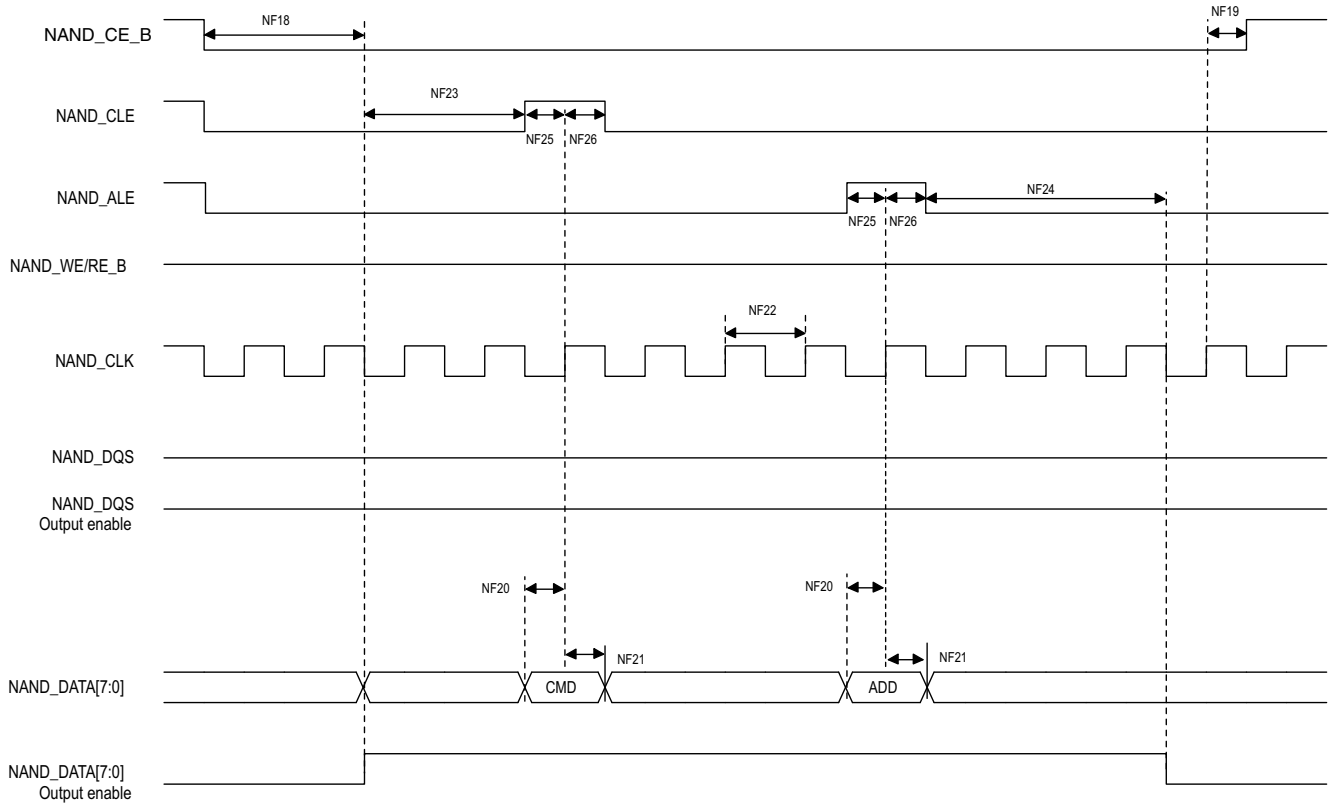 NF18
NF19
NAND_CE_B
NF23
NAND_CLE
NF25
NF26
NF24
NAND_ALE
NF25
NF26
NAND_WE/RE_B
NF22
NAND_CLK
NAND_DQS
NAND_DQS
Output enable
NF20
NF20
NF21
NF21
NAND_DATA[7:0]
CMD
ADD
NAND_DATA[7:0]
Output enable